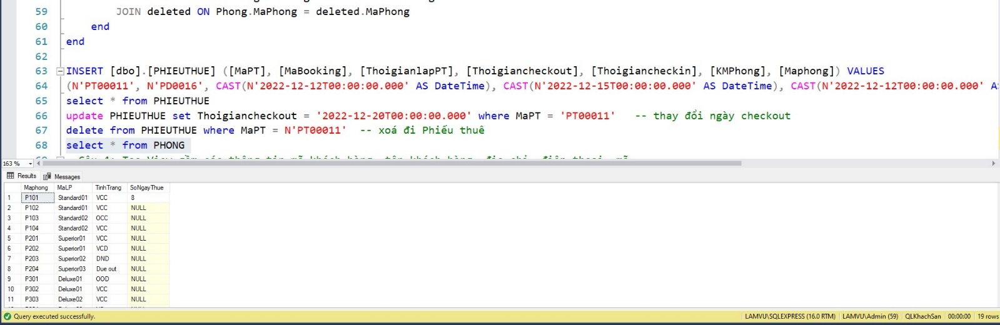 59 JOIN deleted ON Phong.MaPhong = deleted.MaPhong
60 end
61 end
62
63 INSERT [dbo].[PHIEUTHUE] ([MaPT], [MaBooking], [ThoigianlapPT], [Thoigiancheckout], [Thoigiancheckin], [KMPhong], [Maphong]) VALUES
64 (N'PT00011', N'PD0016', CAST(N'2022-12-12T00:00:00.000' AS DateTime), CAST(N'2022-12-15T00:00:00.000' AS DateTime), CAST(N'2022-12-12T00:00:00.000' AS
65 select * from PHIEUTHUE
66 update PHIEUTHUE set Thoigiancheckout = '2022-12-20T00:00:00.000' where MaPT = 'PT00011' -- thay đổi ngày checkout
67 delete from PHIEUTHUE where MaPT = N'PT00011' -- xoá đi Phiếu thuê
68 select * from PHONG
163 %
Results Messages
Maphong MaLP TinhTrang SoNgayThue
1 P101 Standard01 VCC 8
2 P102 Standard01 VCC NULL
3 P103 Standard02 OCC NULL
4 P104 Standard02 VCC NULL
5 P201 Superior01 VCC NULL
6 P202 Superior01 VCD NULL
7 P203 Superior02 DND NULL
8 P204 Superior03 Due out NULL
9 P301 Deluxe01 OOD NULL
10 P302 Deluxe01 VCC NULL
11 P303 Deluxe02 VCC NULL
Query executed successfully. LAMVU\SQLEXPRESS (16.0 RTM) LAMVU\Admin (59) QLKhachSan 00:00:00 19 rows